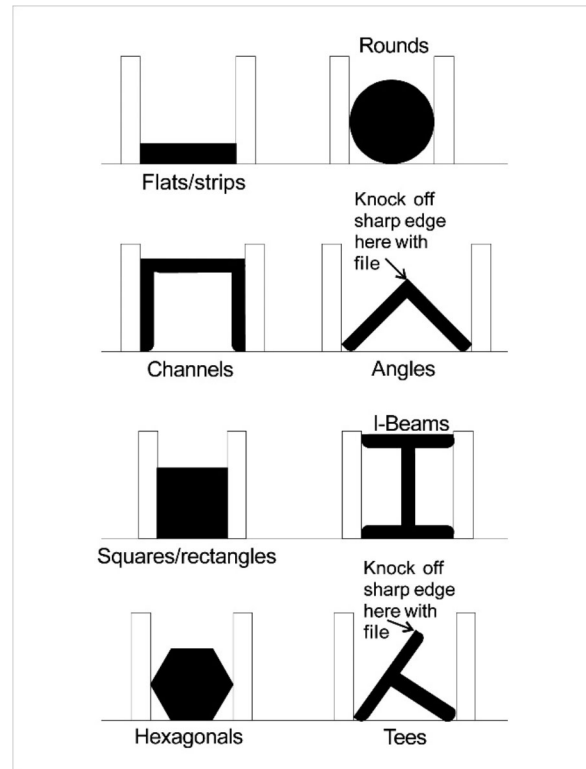 Rounds
Flats/strips
Knock off
sharp edge
here with
file
Channels
Angles
I-Beams
Squares/rectangles
Knock off
sharp edge
here with
file
Hexagonals
Tees